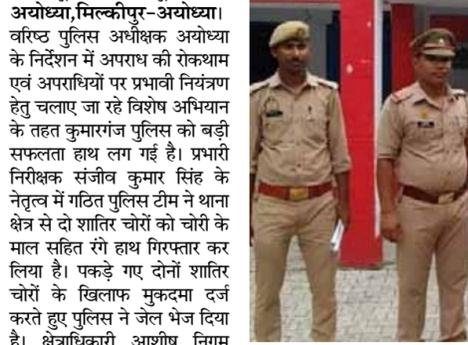 अयोध्या,मिल्कीपुर-अयोध्या।
वरिष्ठ पुलिस अधीक्षक अयोध्या
के निर्देशन में अपराध की रोकथाम
एवं अपराधियों पर प्रभावी नियंत्रण
हेतु चलाए जा रहे विशेष अभियान
के तहत कुमारगंज पुलिस को बड़ी
सफलता हाथ लग गई है। प्रभारी
निरीक्षक संजीव कुमार सिंह के
नेतृत्व में गठित पुलिस टीम ने थाना
क्षेत्र से दो शातिर चोरों को चोरी के
माल सहित रंगे हाथ गिरफ्तार कर
लिया है। पकड़े गए दोनों शातिर
चोरों के खिलाफ मुकदमा दर्ज
करते हुए पुलिस ने जेल भेज दिया
है। क्षेत्राधिकारी आशीष निगम